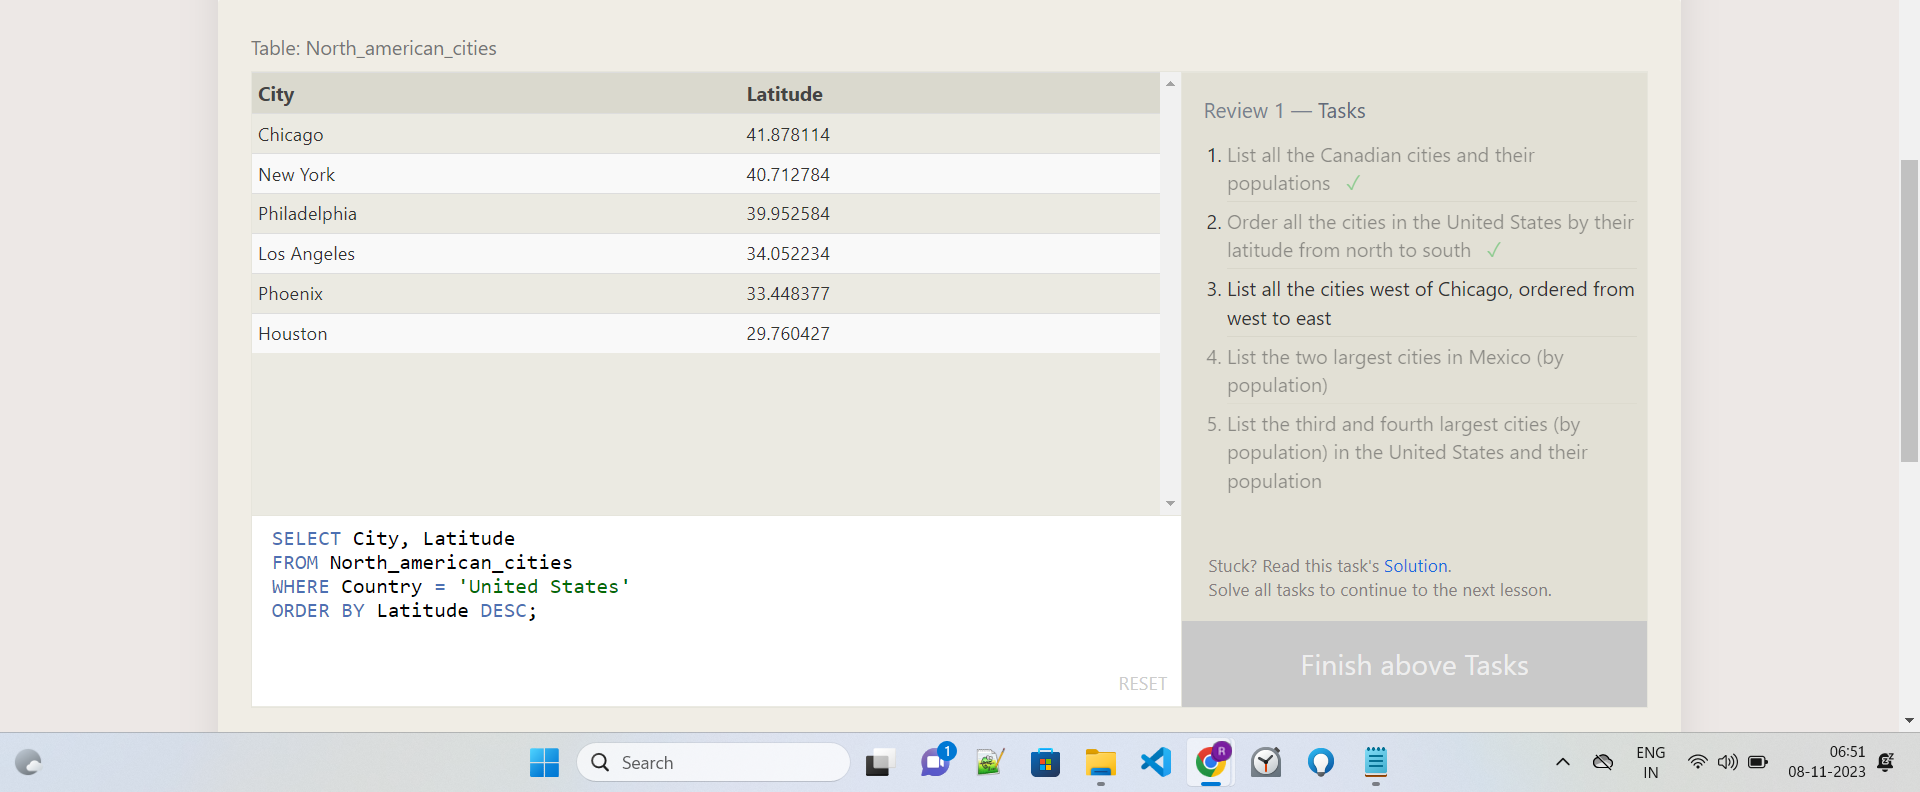 Table: North_american_cities
City Latitude
Chicago 41.878114
New York 40.712784
Philadelphia 39.952584
Los Angeles 34.052234
Phoenix 33.448377
Houston 29.760427
SELECT City, Latitude
FROM North_american_cities
WHERE Country = 'United States'
ORDER BY Latitude DESC;
RESET
Review 1 — Tasks
1. List all the Canadian cities and their
populations ✓
2. Order all the cities in the United States by their
latitude from north to south ✓
3. List all the cities west of Chicago, ordered from
west to east
4. List the two largest cities in Mexico (by
population)
5. List the third and fourth largest cities (by
population) in the United States and their
population
Stuck? Read this task's Solution.
Solve all tasks to continue to the next lesson.
Finish above Tasks
Search
1
R
ENG
IN
06:51
08-11-2023